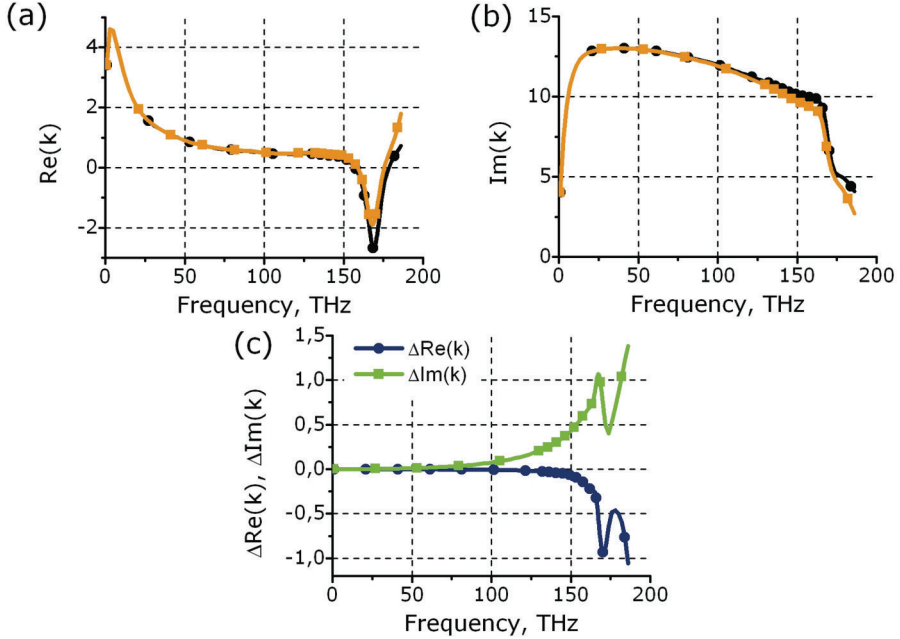 (a)
Re(k)
4
2
0
-2
0 50 100 150 200
Frequency, THz
(b)
Im(k)
15
10
5
0
0 50 100 150 200
Frequency, THz
(c)
ΔRe(k), ΔIm(k)
1,5
1,0
0,5
0,0
-0,5
-1,0
ΔRe(k)
ΔIm(k)
0 50 100 150 200
Frequency, THz